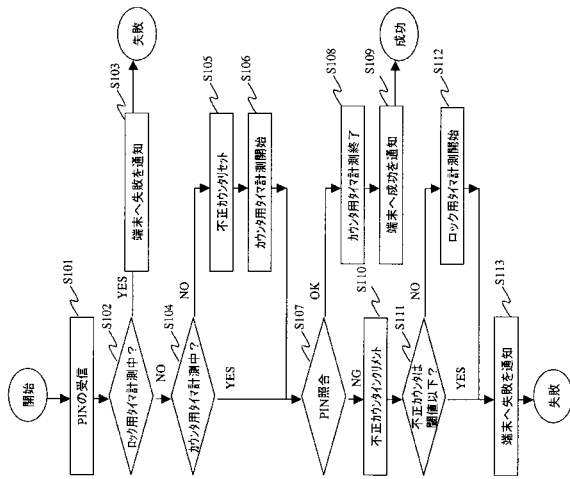 開始
S101
PINの受信
S102
ロック用タイマ計測中?
YES
S103
端末へ失敗を通知
失敗
NO
S104
カウンタ用タイマ計測中?
NO
S105
不正カウンタリセット
S106
カウンタ用タイマ計測開始
YES
S107
PIN照合
OK
S108
カウンタ用タイマ計測終了
S109
端末へ成功を通知
成功
NG
S110
不正カウンタインクリメント
S111
不正カウンタは
閾値以下?
NO
S112
ロック用タイマ計測開始
YES
S113
端末へ失敗を通知
失敗